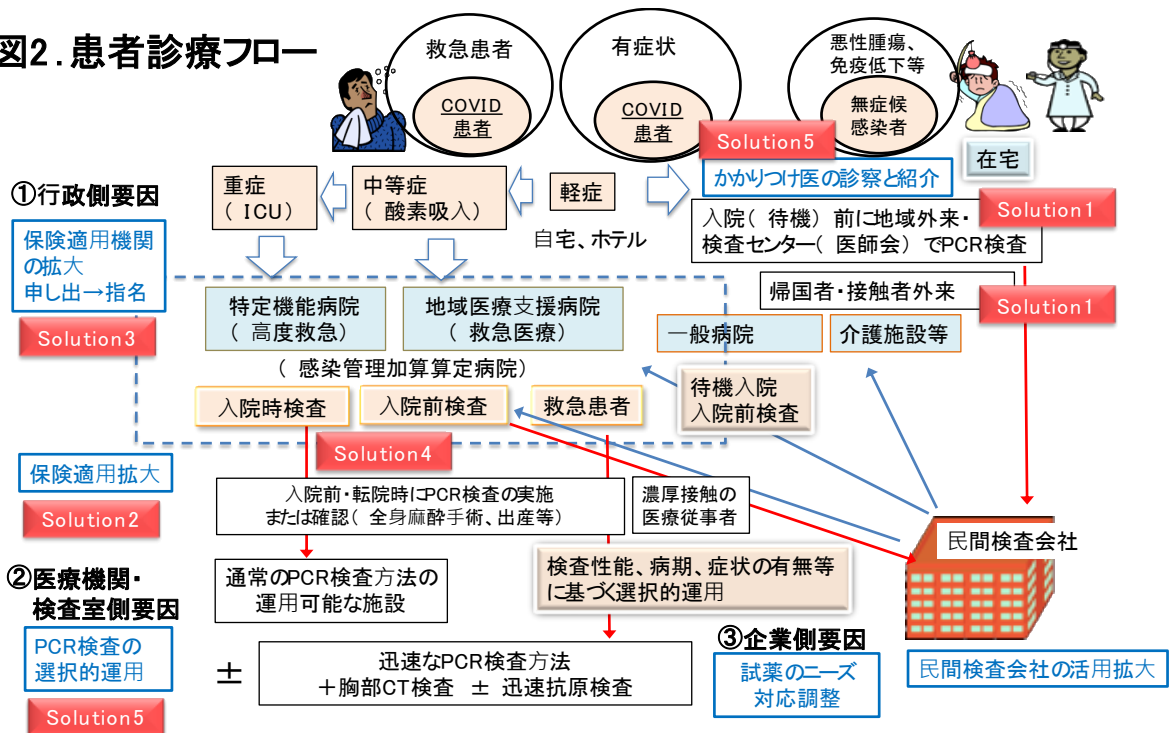 図2.患者診療フロー
救急患者
COVID
患者
有症状
COVID
患者
悪性腫瘍、
免疫低下等
無症候
感染者
在宅
Solution5
かかりつけ医の診察と紹介
重症
( ICU)
中等症
( 酸素吸入)
軽症
自宅、ホテル
入院( 待機) 前に地域外来・
検査センター( 医師会) でPCR検査
Solution1
帰国者・接触者外来
Solution1
①行政側要因
保険適用機関
の拡大
申し出→指名
Solution3
特定機能病院
( 高度救急)
地域医療支援病院
( 救急医療)
一般病院
介護施設等
( 感染管理加算算定病院)
待機入院
入院前検査
入院時検査
入院前検査
救急患者
Solution4
保険適用拡大
Solution2
入院前・転院時にPCR検査の実施
または確認( 全身麻酔手術、出産等)
濃厚接触の
医療従事者
民間検査会社
②医療機関・
検査室側要因
通常のPCR検査方法の
運用可能な施設
検査性能、病期、症状の有無等
に基づく選択的運用
PCR検査の
選択的運用
Solution5
±
迅速なPCR検査方法
＋胸部CT検査 ± 迅速抗原検査
③企業側要因
試薬のニーズ
対応調整
民間検査会社の活用拡大